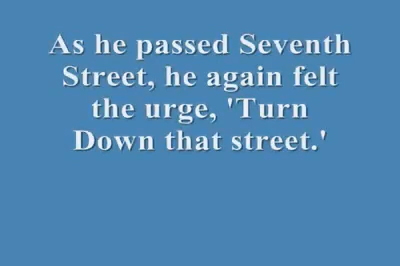 As he passed Seventh
Street, he again felt
the urge, 'Turn
Down that street.'